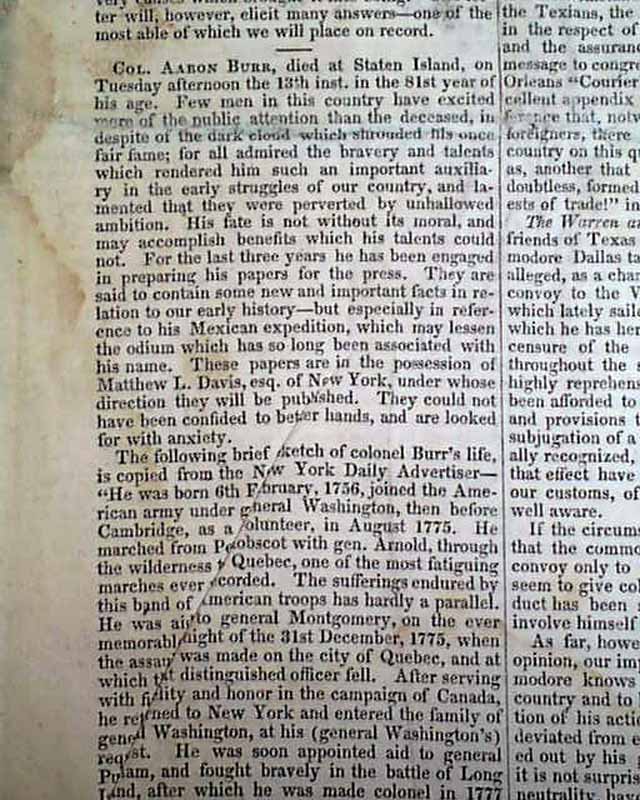 ter will, however, elicit many answers—one of the
most able of which we will place on record.
COL. AARON BURR, died at Staten Island, on
Tuesday afternoon the 13th inst. in the 81st year of
his age. Few men in this country have excited
more of the public attention than the deceased, in
despite of the dark cloud which shrouded his once
fair fame; for all admired the bravery and talents
which rendered him such an important auxilia-
ry in the early struggles of our country, and la-
mented that they were perverted by unhallowed
ambition. His fate is not without its moral, and
may accomplish benefits which his talents could
not. For the last three years he has been engaged
in preparing his papers for the press. They are
said to contain some new and important facts in re-
lation to our early history—but especially in refer-
ence to his Mexican expedition, which may lessen
the odium which has so long been associated with
his name. These papers are in the possession of
Matthew L. Davis, esq. of New York, under whose
direction they will be published. They could not
have been confided to better hands, and are looked
for with anxiety.
The following brief sketch of colonel Burr's life,
is copied from the New York Daily Advertiser—
"He was born 6th February, 1756, joined the Ame-
rican army under general Washington, then before
Cambridge, as a volunteer, in August 1775. He
marched from Penobscot with gen. Arnold, through
the wilderness Quebec, one of the most fatiguing
marches ever recorded. The sufferings endured by
this band of American troops has hardly a parallel.
He was aid to general Montgomery, on the ever
memorable night of the 31st December, 1775, when
the assault was made on the city of Quebec, and at
which that distinguished officer fell. After serving
with fidelity and honor in the campaign of Canada,
he returned to New York and entered the family of
general Washington, at his (general Washington's)
request. He was soon appointed aid to general
Putnam, and fought bravely in the battle of Long
Island, after which he was made colonel in 1777
the Texians, the
in the respect of
and the assuran
message to congre
Orleans "Courier
cellent appendix
ference that, notw
foreigners, there
country on this q
as, another that
doubtless, formed
ests of trade!" in
The Warren a
friends of Texas
modore Dallas ta
alleged, as a cha
convoy to the V
which lately saile
which he has her
censure of the
throughout the s
highly reprehen
been afforded to
and provisions t
subjugation of a
ally recognized,
that effect have
our customs, of
well aware.
If the circums
that the commo
convoy only to
seem to give col
duct has been
involve himself
As far, howe
opinion, our im
modore knows
country and to
tion of his actio
deviated from e
ed out by his
it is not surpris
neutrality, have